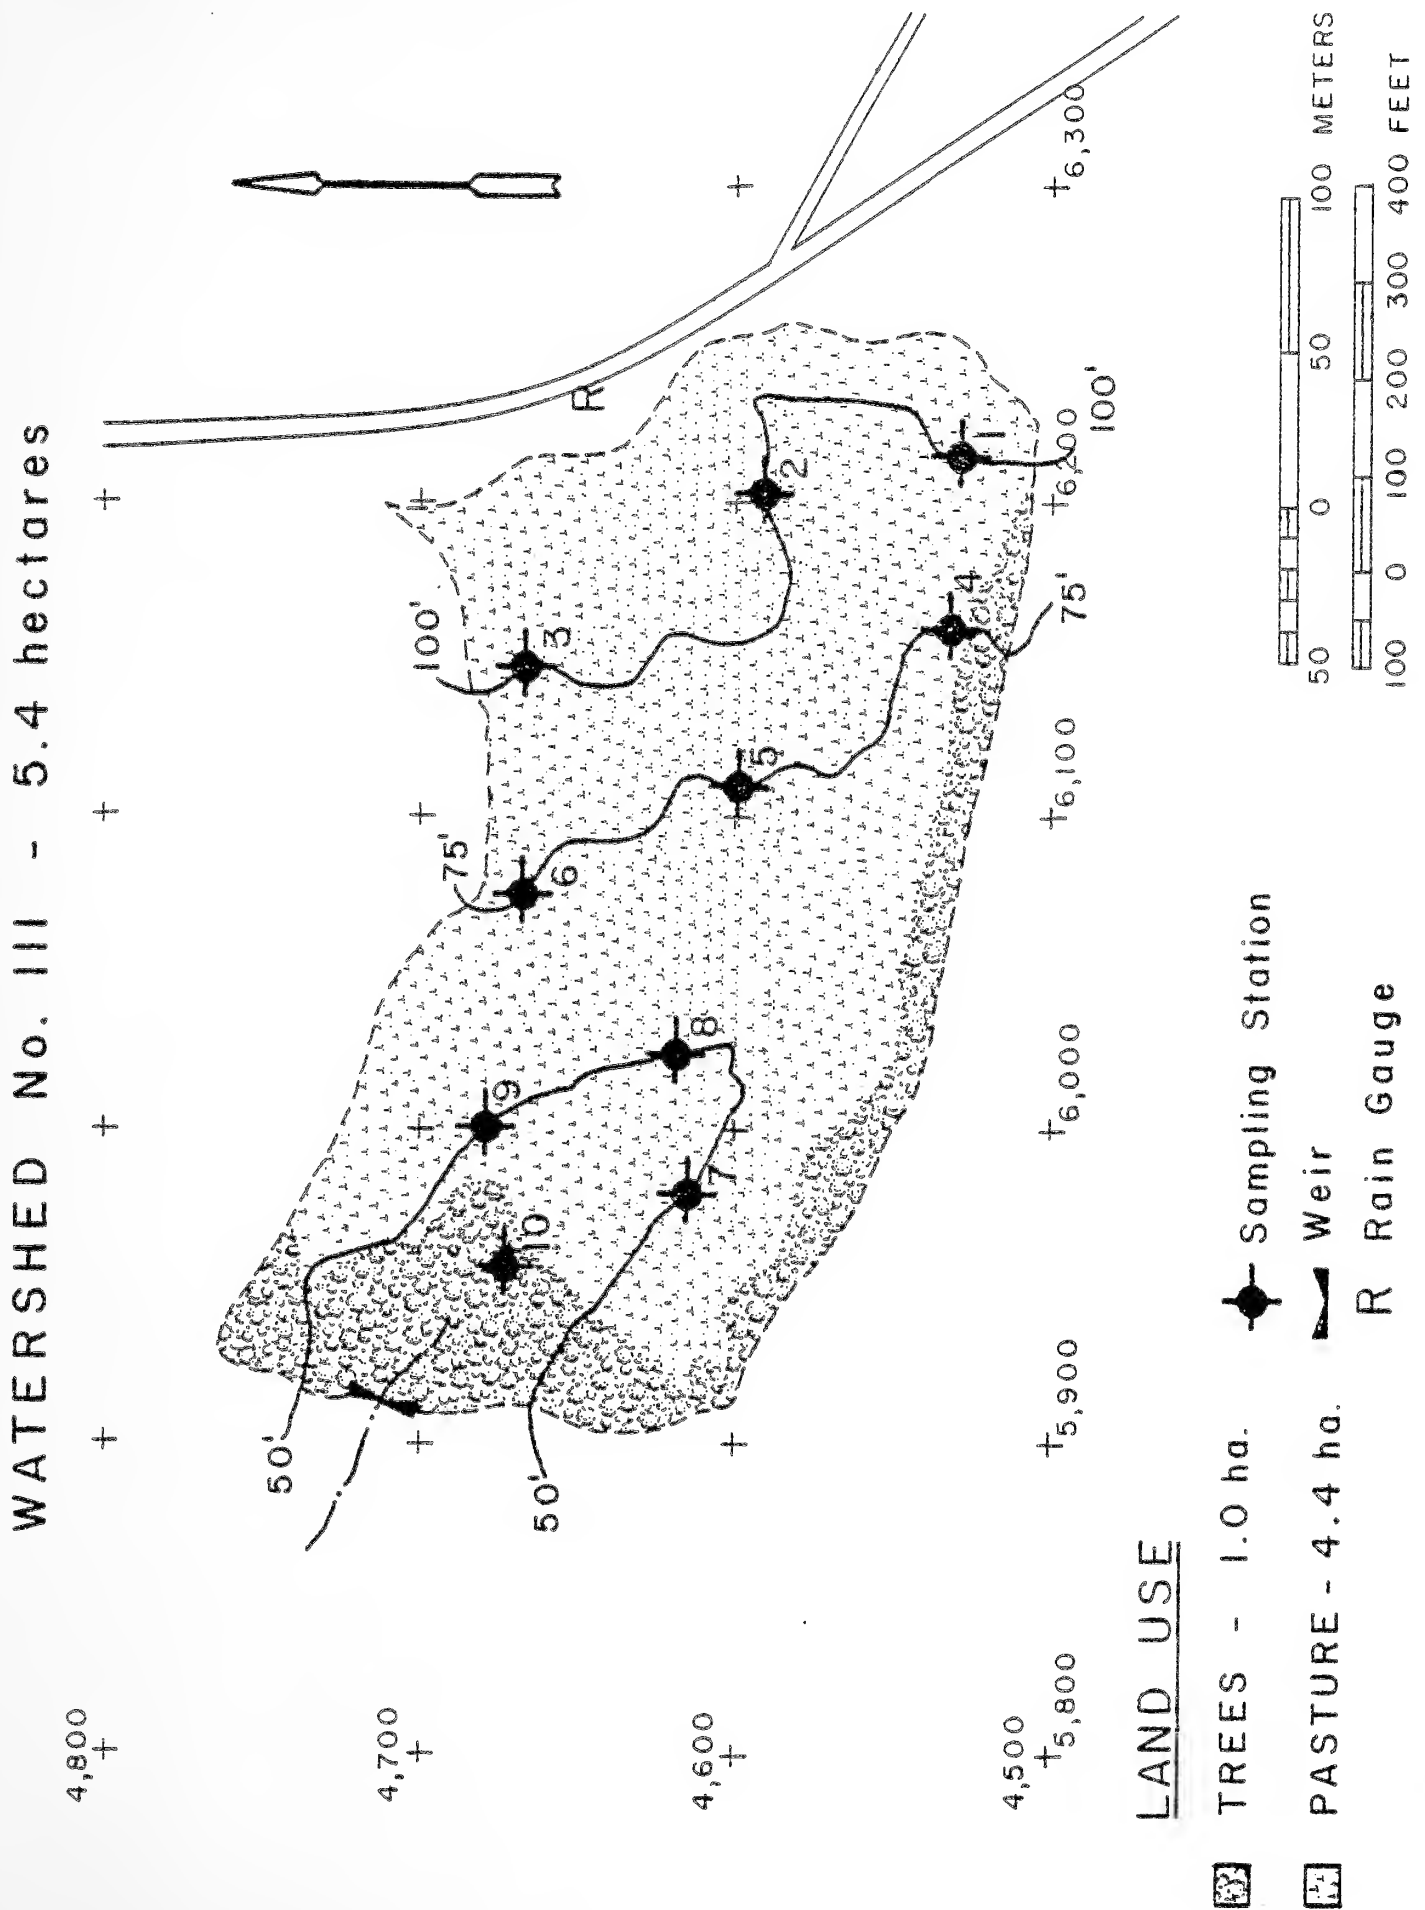 WATERSHED No. III - 5.4 hectares
4,800
4,700
4,600
4,500
5,800
5,900
6,000
6,100
6,200
6,300
50'
50'
75'
75'
100'
100'
R
1
2
3
4
5
6
7
8
9
10
LAND USE
TREES - 1.0 ha.
PASTURE - 4.4 ha.
Sampling Station
Weir
R Rain Gauge
50 0 50 100 METERS
100 0 100 200 300 400 FEET